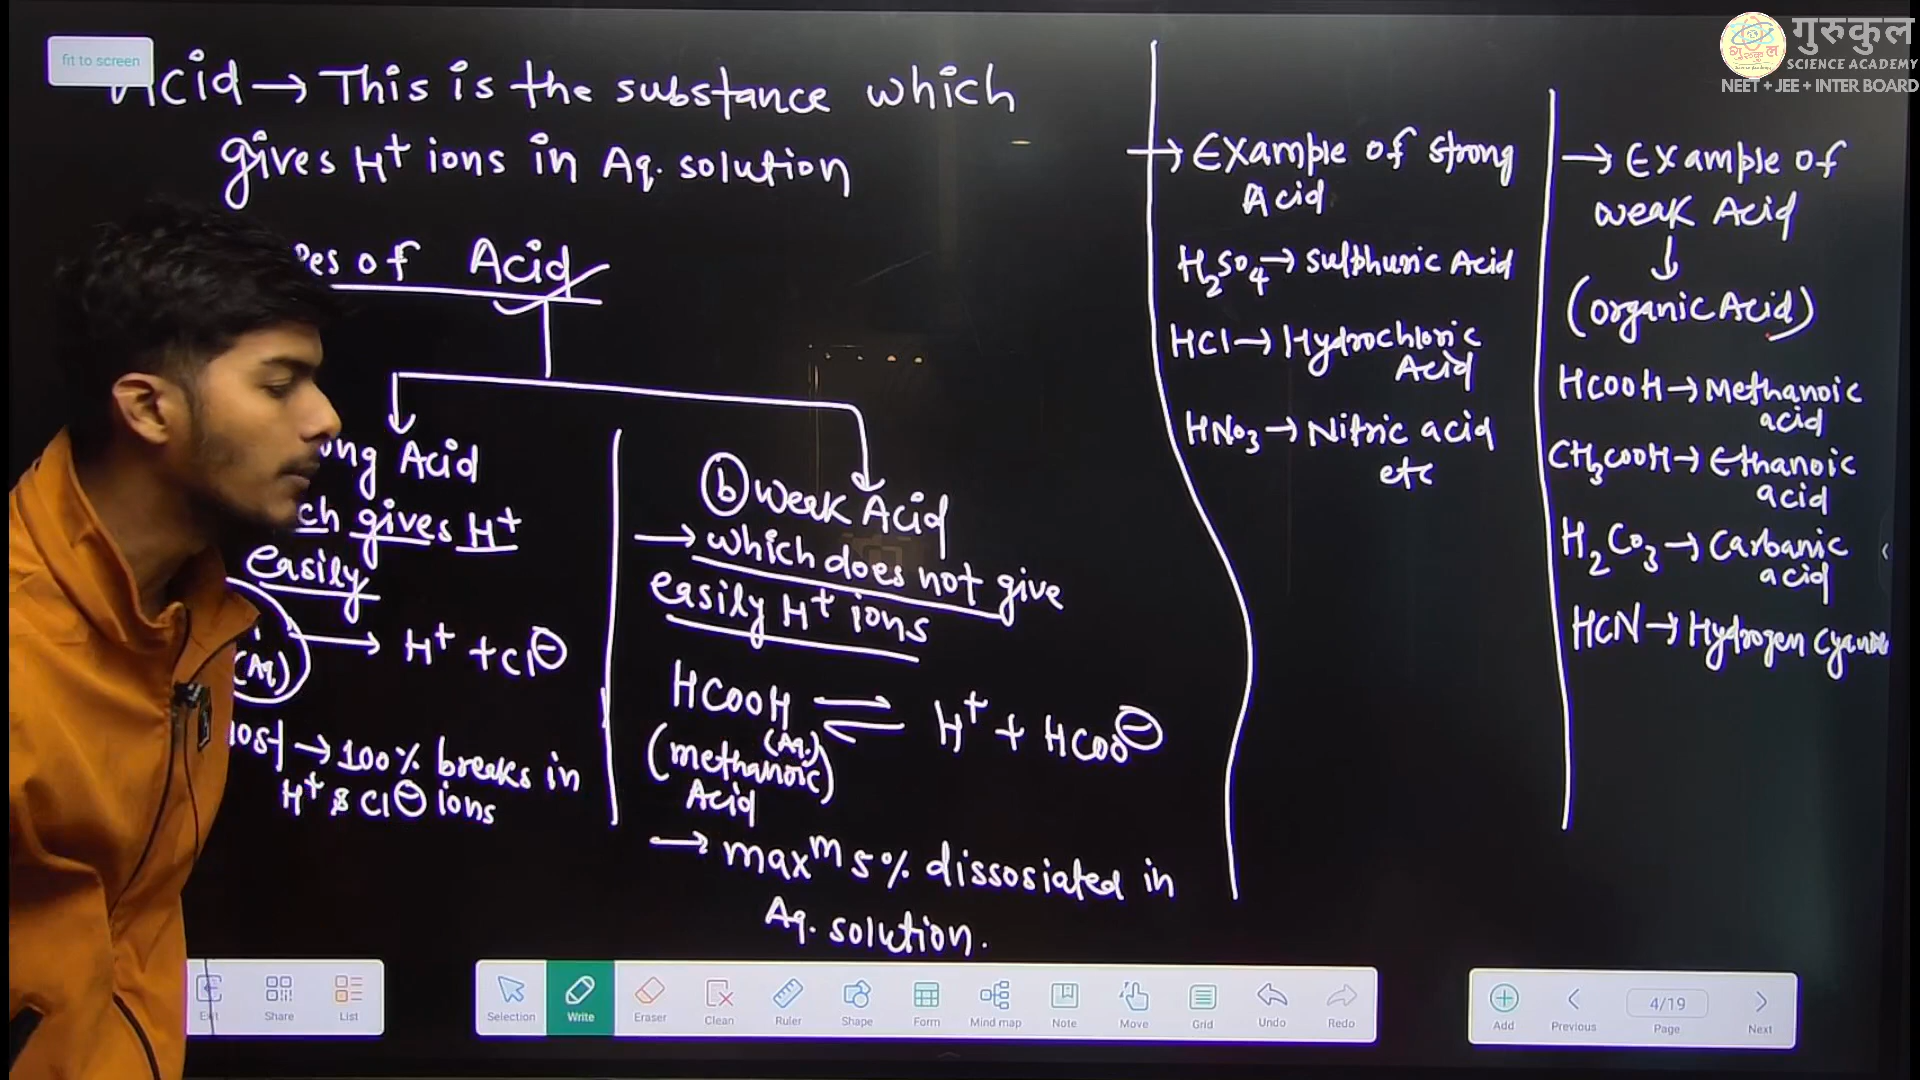 fit to screen
Acid → This is the substance which
gives H⁺ ions in Aq. solution
pes of Acid
ong Acid
ch gives H⁺
easily
(Aq) → H⁺ + Cl⊖
most → 100% breaks in
H⁺ & Cl⊖ ions
ⓑ Weak Acid
→ which does not give
easily H⁺ ions
HCOOH ⇌ H⁺ + HCOO⊖
(Aq.)
(methanoic)
Acid
→ maxᵐ 5% dissosiated in
Aq. solution.
→ Example of strong
Acid
H₂SO₄ → Sulphuric Acid
HCl → Hydrochloric
Acid
HNO₃ → Nitric acid
etc
→ Example of
weak Acid
↓
(organic Acid)
HCOOH → Methanoic
acid
CH₃COOH → Ethanoic
acid
H₂CO₃ → Carbanic
acid
HCN → Hydrogen
गुरुकुल
SCIENCE ACADEMY
NEET + JEE + INTER BOARD
Share
List
Selection
Write
Eraser
Clean
Ruler
Shape
Form
Mind map
Note
Move
Grid
Undo
Redo
Add
Previous
4/19
Page
Next